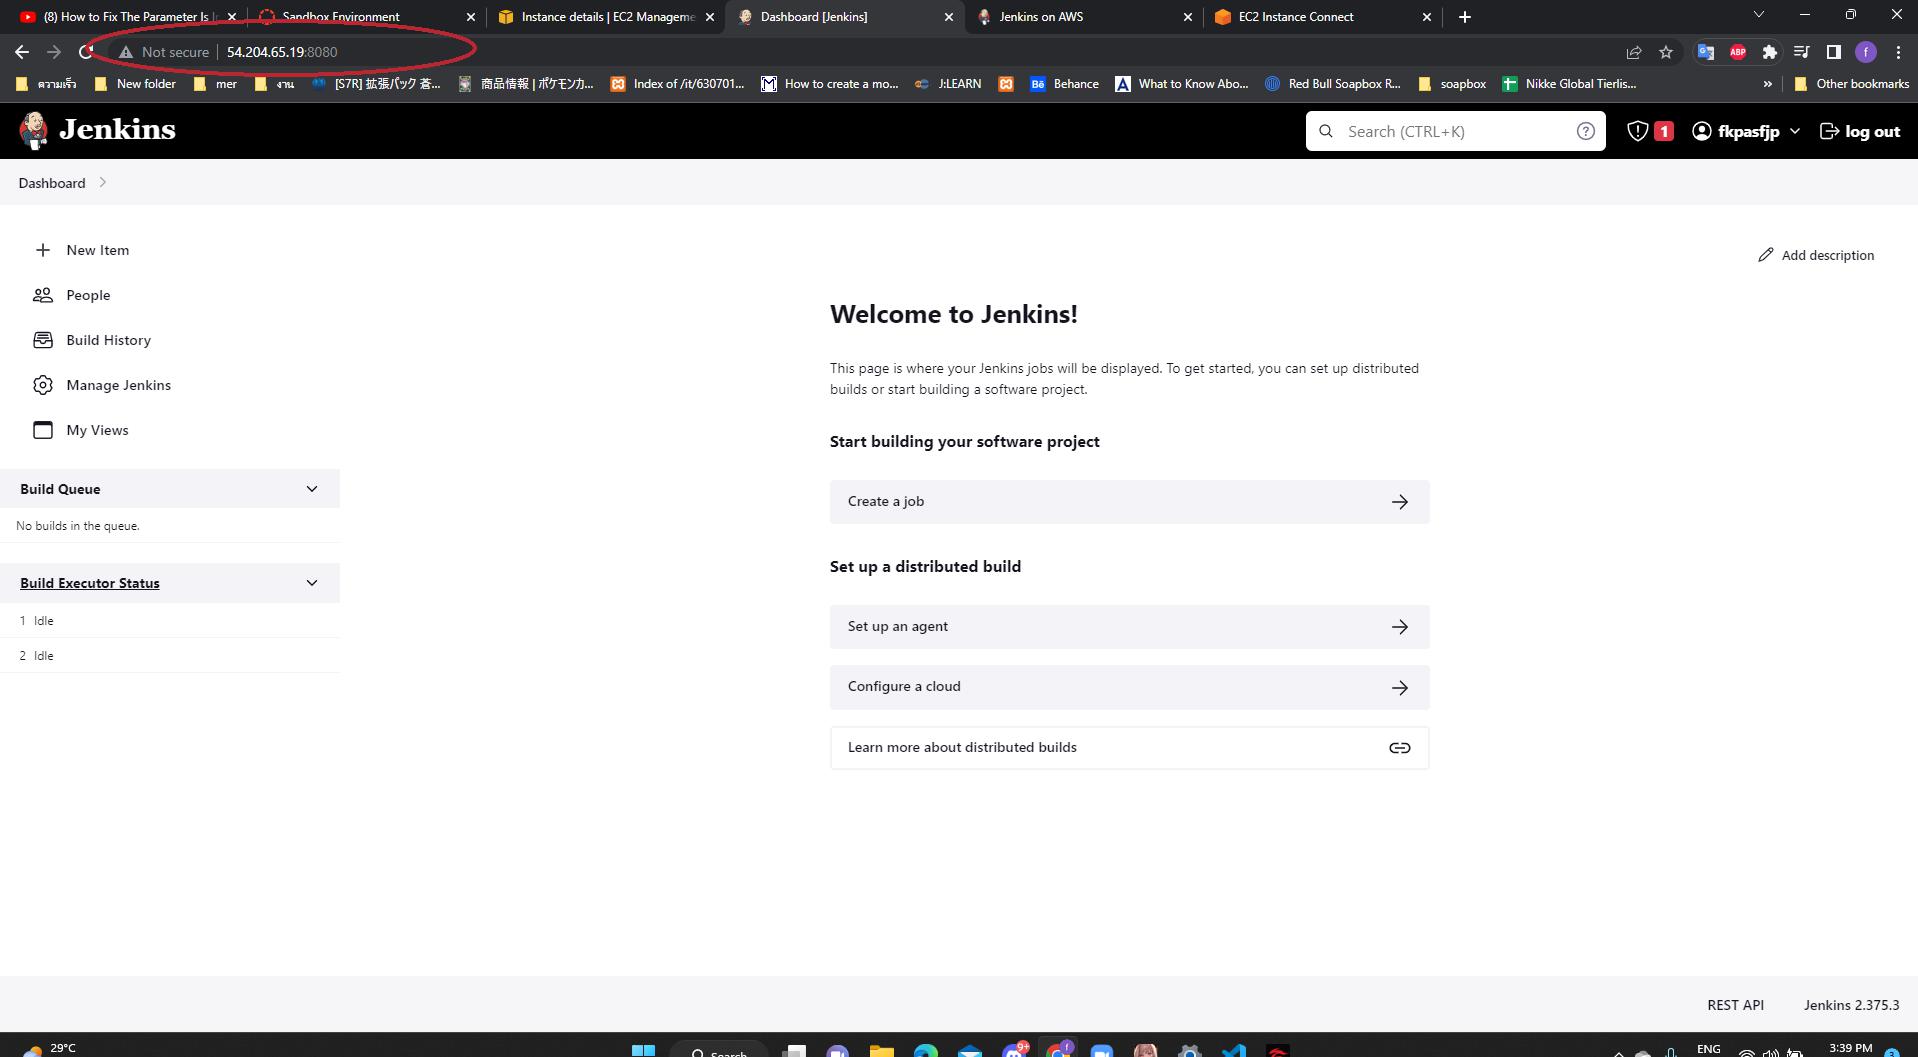 (8) How to Fix The Parameter Is I
Sandbox Environment
Instance details | EC2 Manageme
Dashboard [Jenkins]
Jenkins on AWS
EC2 Instance Connect
Not secure
54.204.65.19:8080
ABP
f
ความเร็ว
New folder
mer
งาน
[S7R] 拡張パック 蒼...
商品情報 | ポケモンカ...
Index of /it/630701...
How to create a mo...
J:LEARN
Bē Behance
What to Know Abo...
Red Bull Soapbox R...
soapbox
Nikke Global Tierlis...
»
Other bookmarks
Jenkins
Search (CTRL+K)
1
fkpasfjp
log out
Dashboard
New Item
People
Build History
Manage Jenkins
My Views
Build Queue
No builds in the queue.
Build Executor Status
1 Idle
2 Idle
Add description
Welcome to Jenkins!
This page is where your Jenkins jobs will be displayed. To get started, you can set up distributed
builds or start building a software project.
Start building your software project
Create a job
Set up a distributed build
Set up an agent
Configure a cloud
Learn more about distributed builds
REST API
Jenkins 2.375.3
29°C
Search
9+
f
ENG
3:39 PM
3